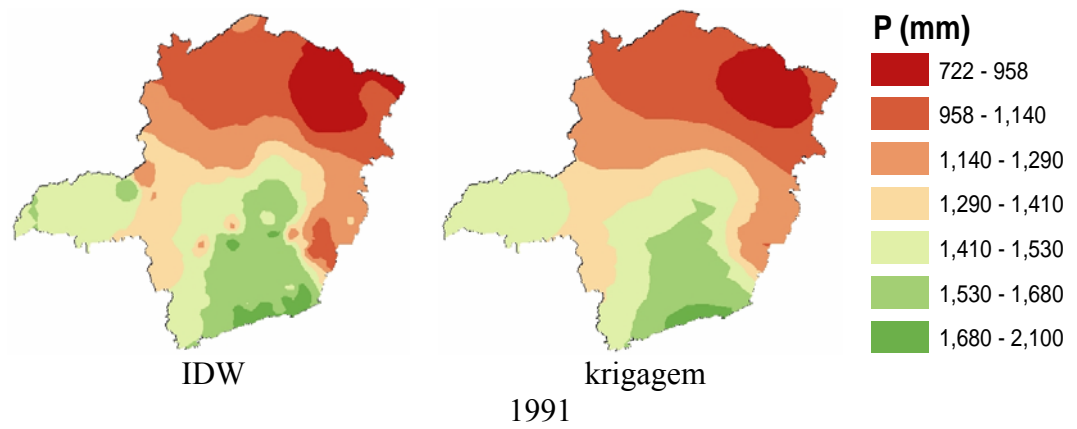 P (mm)
722 - 958
958 - 1,140
1,140 - 1,290
1,290 - 1,410
1,410 - 1,530
1,530 - 1,680
1,680 - 2,100
IDW
krigagem
1991